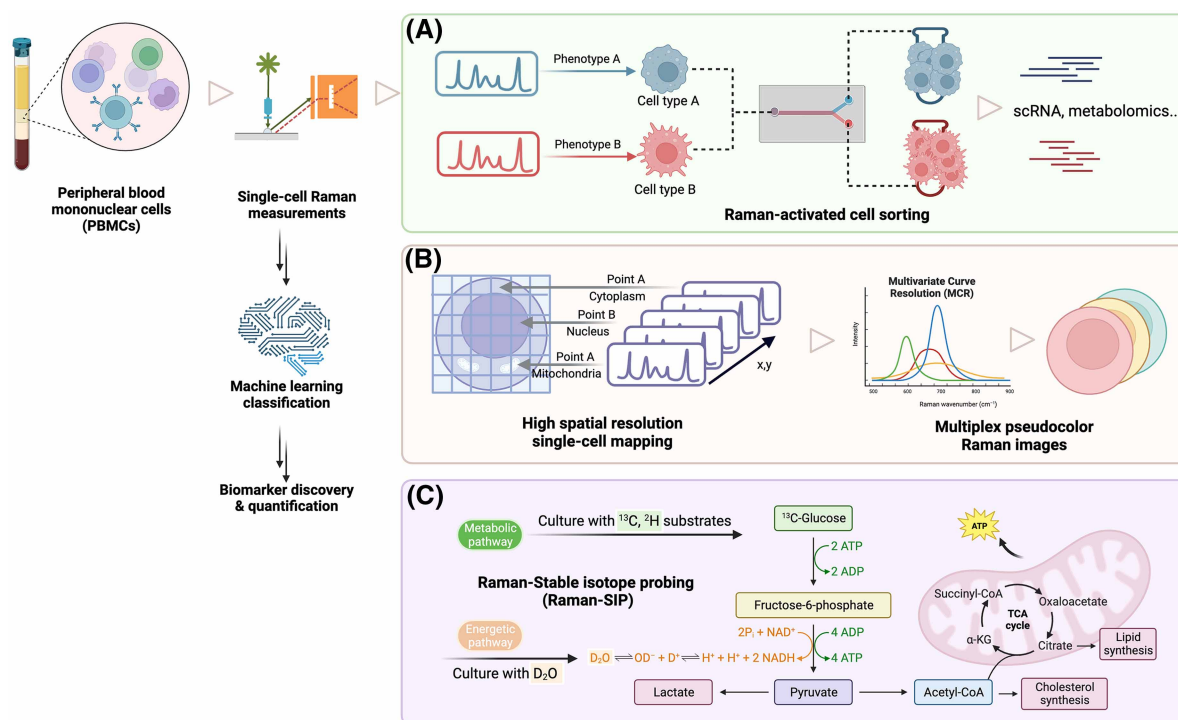 Peripheral blood
mononuclear cells
(PBMCs)
Single-cell Raman
measurements
Machine learning
classification
Biomarker discovery
& quantification
(A)
Phenotype A
Cell type A
Phenotype B
Cell type B
scRNA, metabolomics..
Raman-activated cell sorting
(B)
Point A
Cytoplasm
Point B
Nucleus
Point A
Mitochondria
x,y
High spatial resolution
single-cell mapping
Multivariate Curve
Resolution (MCR)
Intensity
500 600 700 800 900
Raman wavenumber (cm⁻¹)
Multiplex pseudocolor
Raman images
(C)
Metabolic
pathway
Culture with ¹³C, ²H substrates
Raman-Stable isotope probing
(Raman-SIP)
Energetic
pathway
Culture with D₂O
¹³C-Glucose
2 ATP
2 ADP
Fructose-6-phosphate
2Pᵢ + NAD⁺
4 ADP
D₂O ⇌ OD⁻ + D⁺ ⇌ H⁺ + H⁺ + 2 NADH
4 ATP
Lactate
Pyruvate
Acetyl-CoA
Cholesterol
synthesis
ATP
Succinyl-CoA
Oxaloacetate
TCA
cycle
α-KG
Citrate
Lipid
synthesis